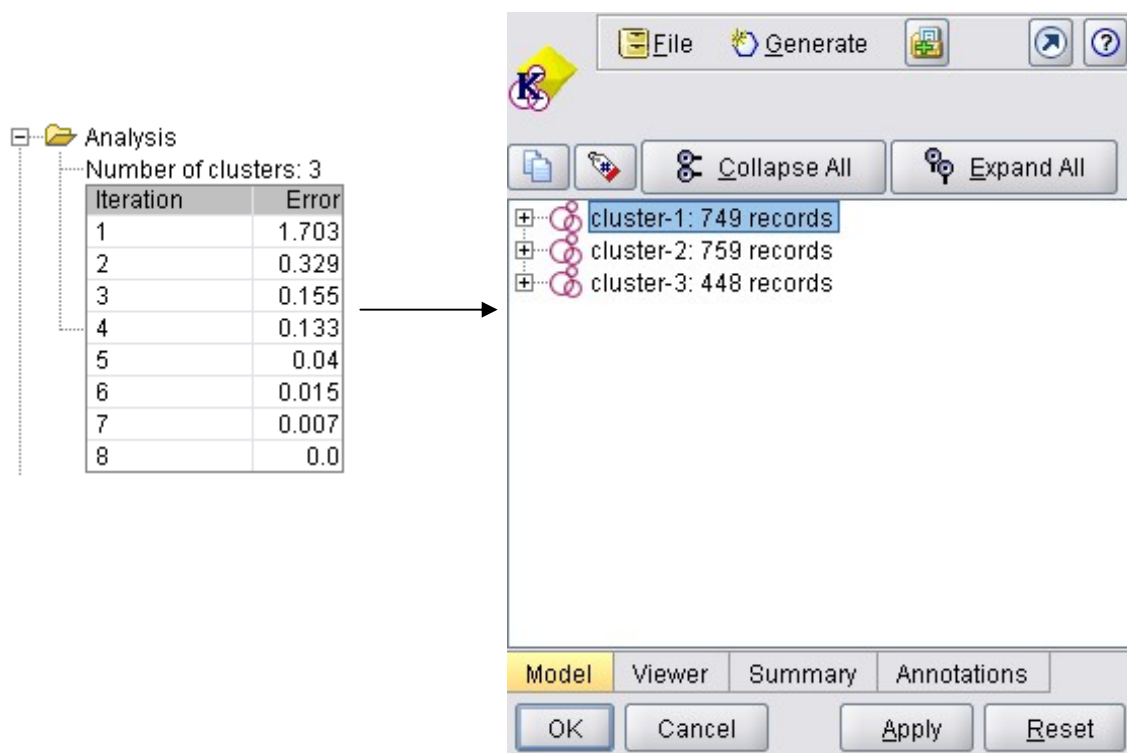 Analysis
Number of clusters: 3
Iteration Error
1 1.703
2 0.329
3 0.155
4 0.133
5 0.04
6 0.015
7 0.007
8 0.0
File Generate
K
Collapse All Expand All
cluster-1: 749 records
cluster-2: 759 records
cluster-3: 448 records
Model Viewer Summary Annotations
OK Cancel Apply Reset